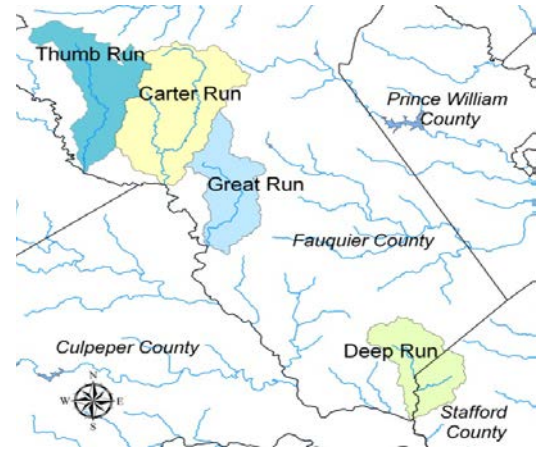 Thumb Run
Carter Run
Prince William
County
Great Run
Fauquier County
Culpeper County
Deep Run
N
W E
S
Stafford
County